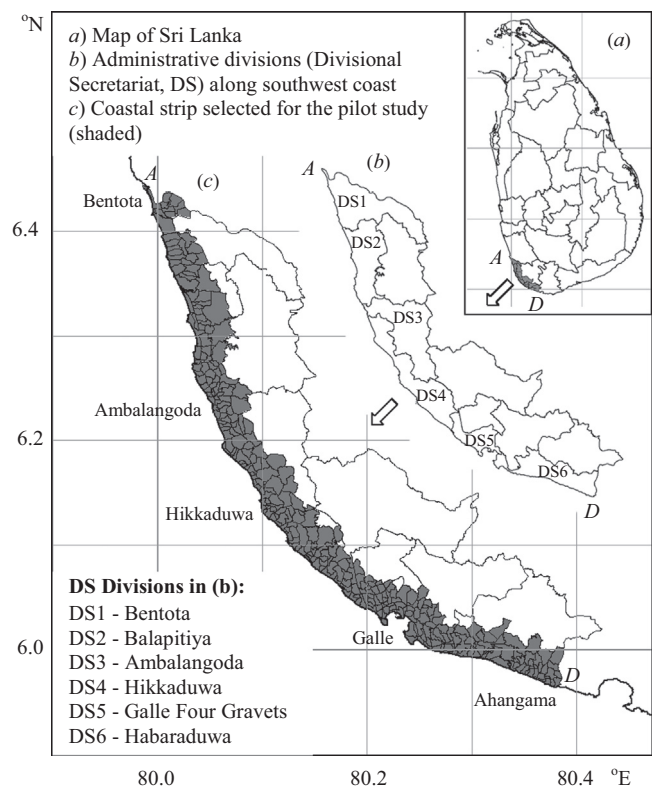 °N
a) Map of Sri Lanka
b) Administrative divisions (Divisional
Secretariat, DS) along southwest coast
c) Coastal strip selected for the pilot study
(shaded)
(a)
A
D
A
(c)
Bentota
A
(b)
DS1
DS2
DS3
DS4
DS5
DS6
D
6.4
Ambalangoda
6.2
Hikkaduwa
DS Divisions in (b):
DS1 - Bentota
DS2 - Balapitiya
DS3 - Ambalangoda
DS4 - Hikkaduwa
DS5 - Galle Four Gravets
DS6 - Habaraduwa
Galle
6.0
D
Ahangama
80.0
80.2
80.4
°E